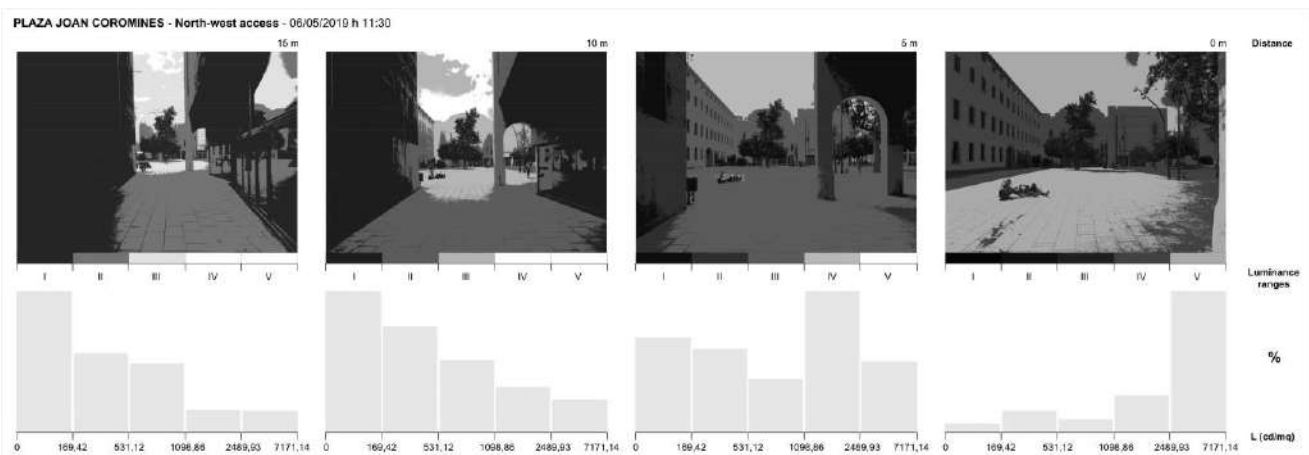 PLAZA JOAN COROMINES - North-west access - 06/05/2019 h 11:30
15 m 10 m 5 m 0 m Distance
I II III IV V I II III IV V I II III IV V I II III IV V Luminance ranges
%
0 169,42 531,12 1098,86 2489,93 7171,14 0 169,42 531,12 1098,86 2489,93 7171,14 0 169,42 531,12 1098,86 2489,93 7171,14 0 169,42 531,12 1098,86 2489,93 7171,14 L (cd/mq)